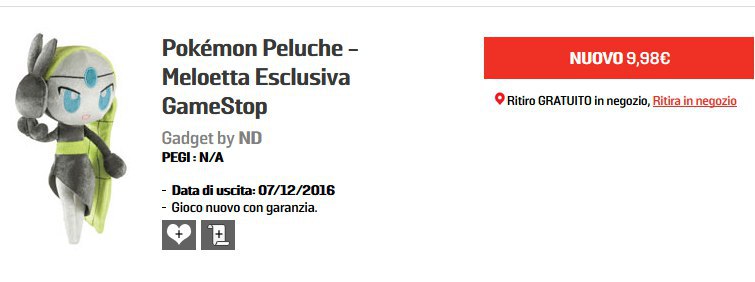 Pokémon Peluche –
Meloetta Esclusiva
GameStop
Gadget by ND
PEGI : N/A
- Data di uscita: 07/12/2016
- Gioco nuovo con garanzia.
NUOVO 9,98€
Ritiro GRATUITO in negozio, Ritira in negozio